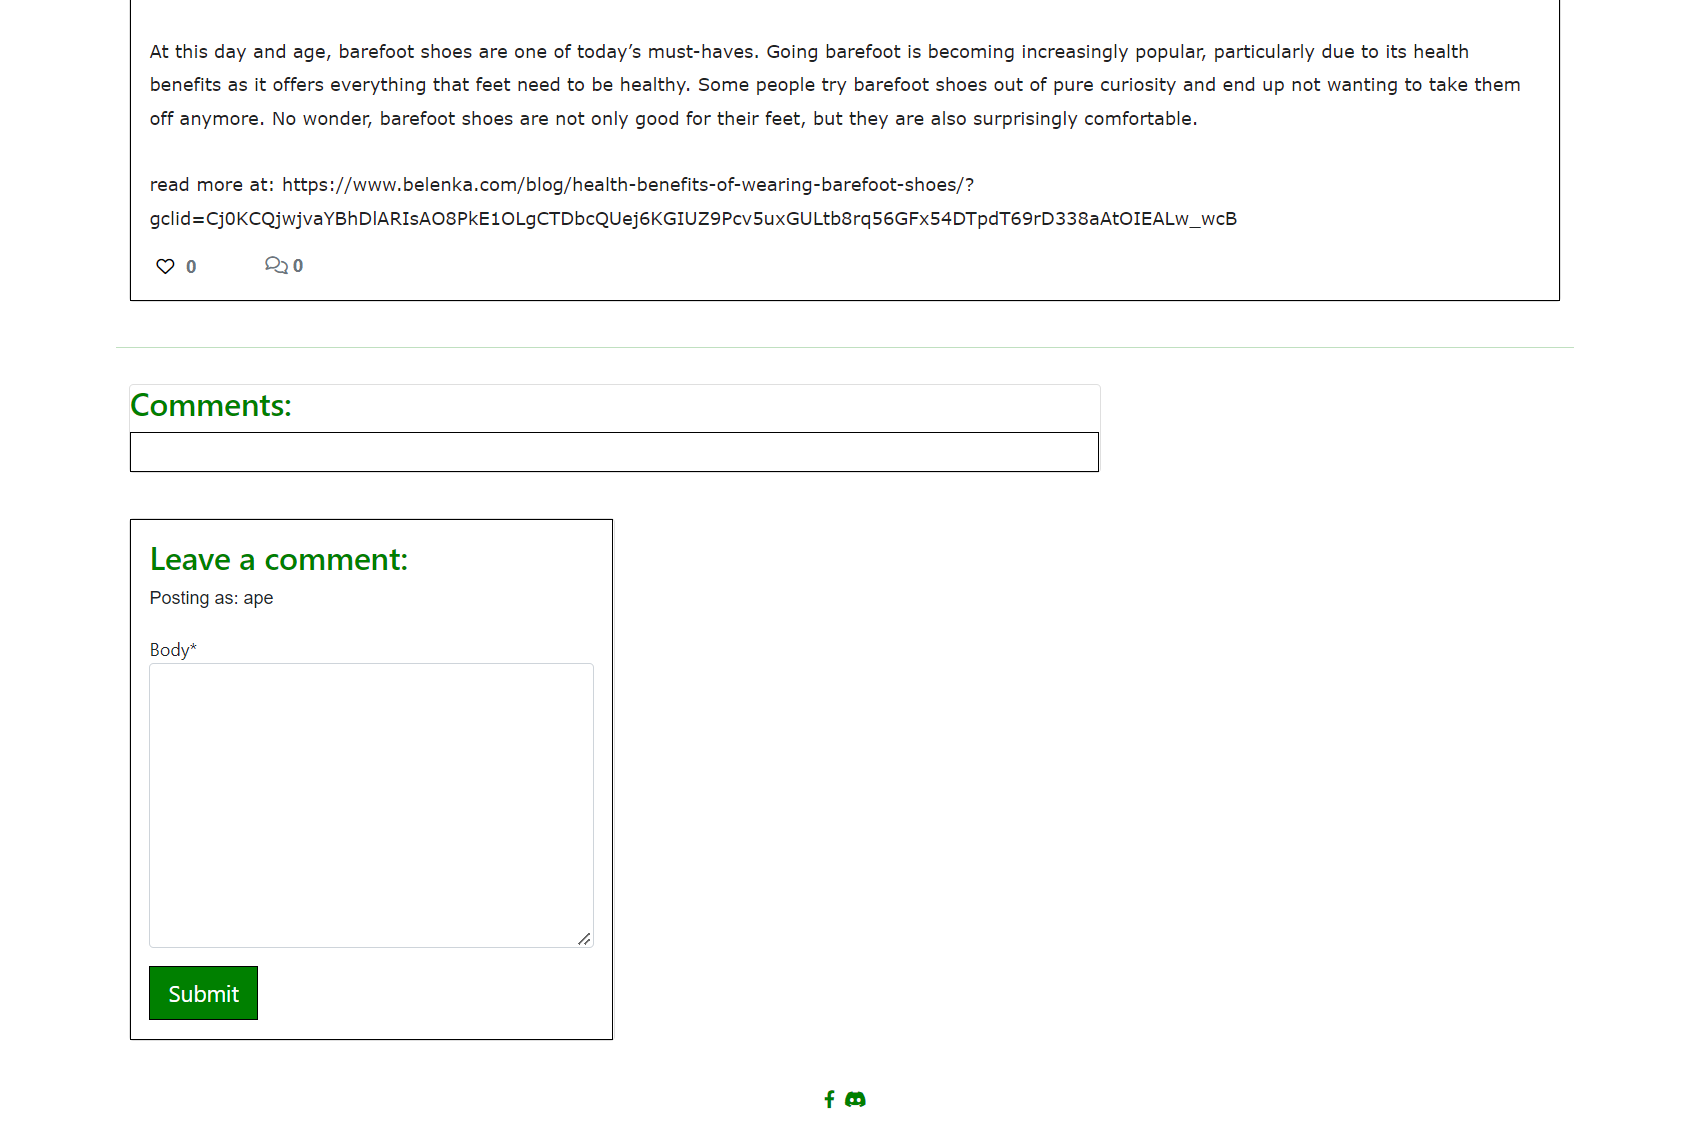 At this day and age, barefoot shoes are one of today’s must-haves. Going barefoot is becoming increasingly popular, particularly due to its health
benefits as it offers everything that feet need to be healthy. Some people try barefoot shoes out of pure curiosity and end up not wanting to take them
off anymore. No wonder, barefoot shoes are not only good for their feet, but they are also surprisingly comfortable.
read more at: https://www.belenka.com/blog/health-benefits-of-wearing-barefoot-shoes/?
gclid=Cj0KCQjwjvaYBhDlARIsAO8PkE1OLgCTDbcQUej6KGIUZ9Pcv5uxGULtb8rq56GFx54DTpdT69rD338aAtOIEALw_wcB
0 0
Comments:
Leave a comment:
Posting as: ape
Body*
Submit